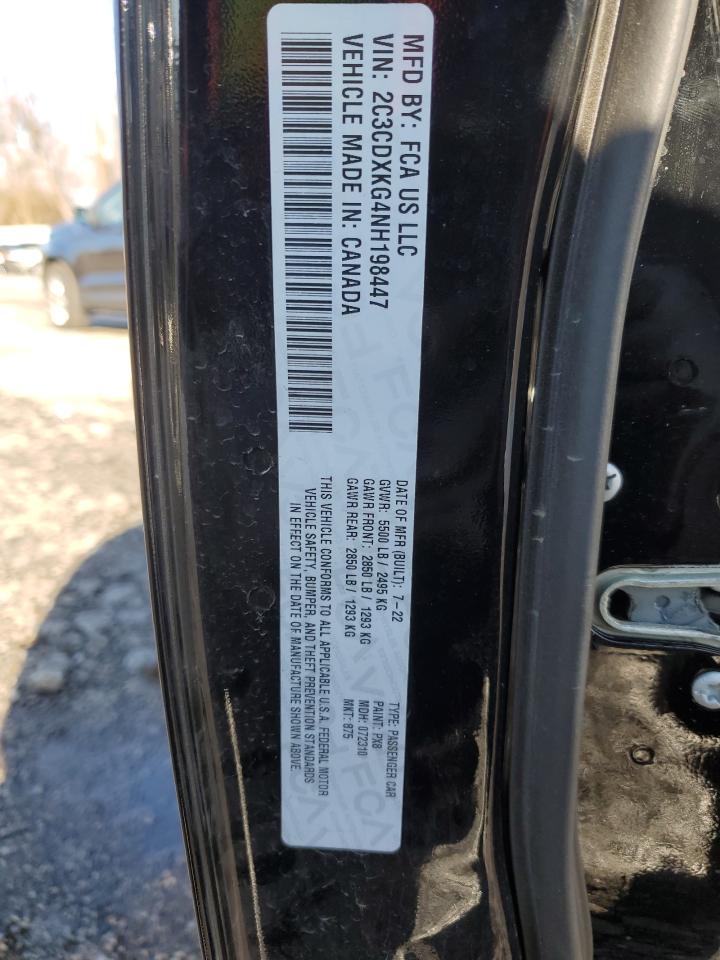 MFD BY: FCA US LLC
VIN: 2C3CDXKG4NH198447
VEHICLE MADE IN: CANADA
DATE OF MFR (BUILT): 7-22
GVWR: 5500 LB / 2495 KG
GAWR FRONT: 2850 LB / 1293 KG
GAWR REAR: 2850 LB / 1293 KG
TYPE: PASSENGER CAR
PAINT: PX8
MDH: 072310
MKT: 875
THIS VEHICLE CONFORMS TO ALL APPLICABLE U.S.A. FEDERAL MOTOR
VEHICLE SAFETY, BUMPER, AND THEFT PREVENTION STANDARDS
IN EFFECT ON THE DATE OF MANUFACTURE SHOWN ABOVE.